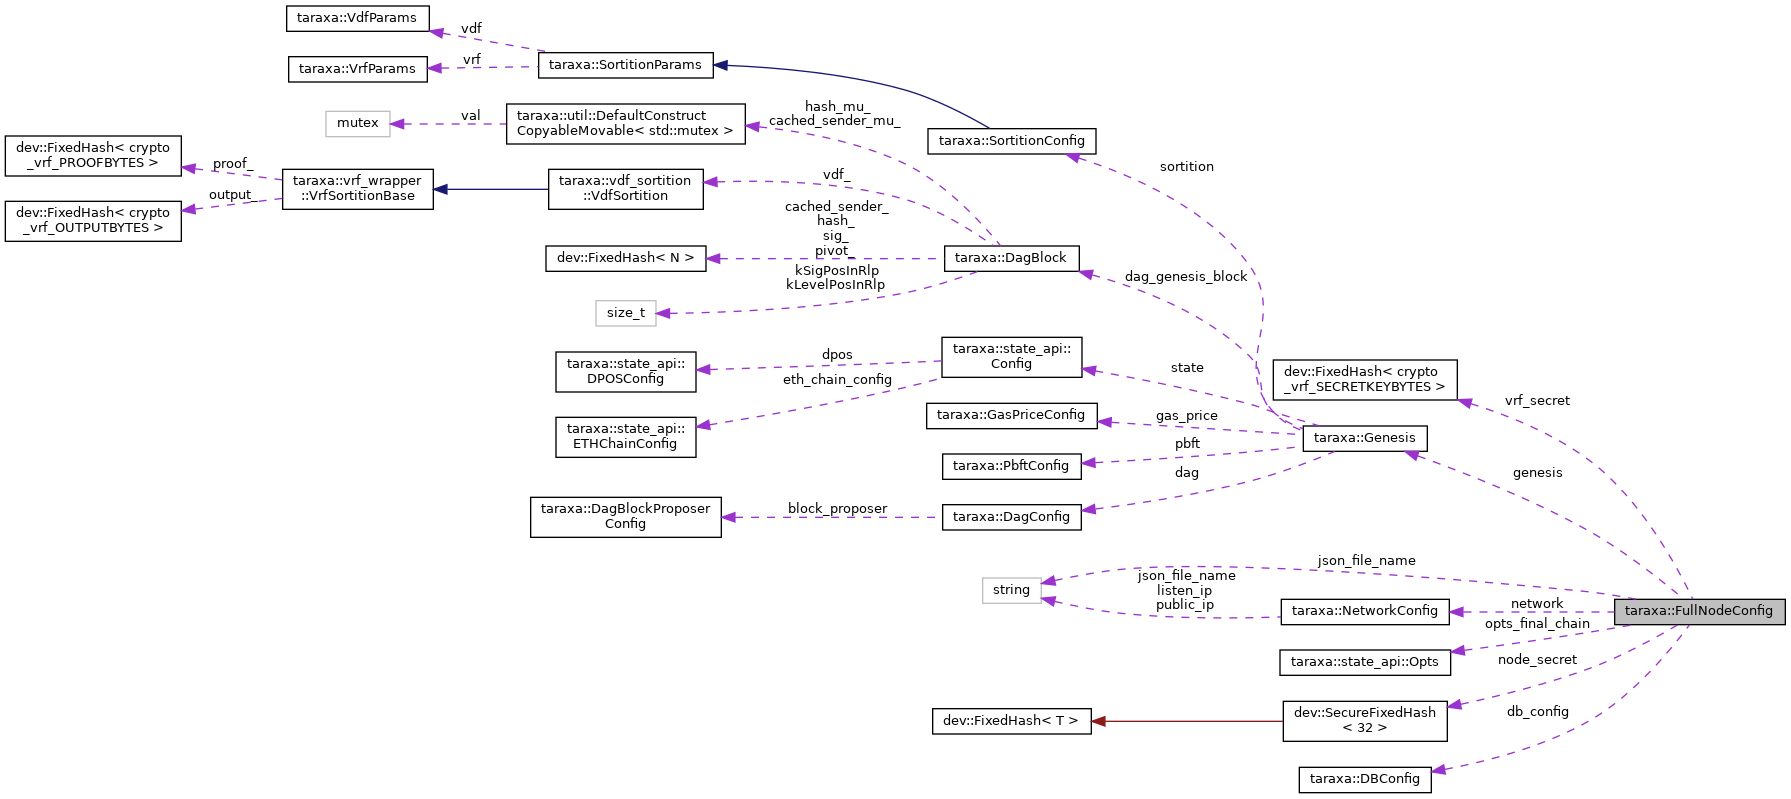 taraxa::VdfParams
vdf
taraxa::VrfParams
vrf
taraxa::SortitionParams
mutex
val
taraxa::util::DefaultConstruct
CopyableMovable< std::mutex >
hash_mu_
cached_sender_mu_
taraxa::SortitionConfig
sortition
dev::FixedHash< crypto
_vrf_PROOFBYTES >
proof_
dev::FixedHash< crypto
_vrf_OUTPUTBYTES >
output_
taraxa::vrf_wrapper
::VrfSortitionBase
taraxa::vdf_sortition
::VdfSortition
vdf_
cached_sender_
hash_
sig_
pivot_
dev::FixedHash< N >
taraxa::DagBlock
kSigPosInRlp
kLevelPosInRlp
size_t
dag_genesis_block
taraxa::state_api::
DPOSConfig
dpos
taraxa::state_api::
Config
state
eth_chain_config
taraxa::state_api::
ETHChainConfig
taraxa::GasPriceConfig
gas_price
dev::FixedHash< crypto
_vrf_SECRETKEYBYTES >
vrf_secret
taraxa::Genesis
taraxa::PbftConfig
pbft
dag
genesis
taraxa::DagBlockProposer
Config
block_proposer
taraxa::DagConfig
json_file_name
string
json_file_name
listen_ip
public_ip
taraxa::NetworkConfig
network
taraxa::FullNodeConfig
opts_final_chain
taraxa::state_api::Opts
node_secret
dev::FixedHash< T >
dev::SecureFixedHash
< 32 >
db_config
taraxa::DBConfig